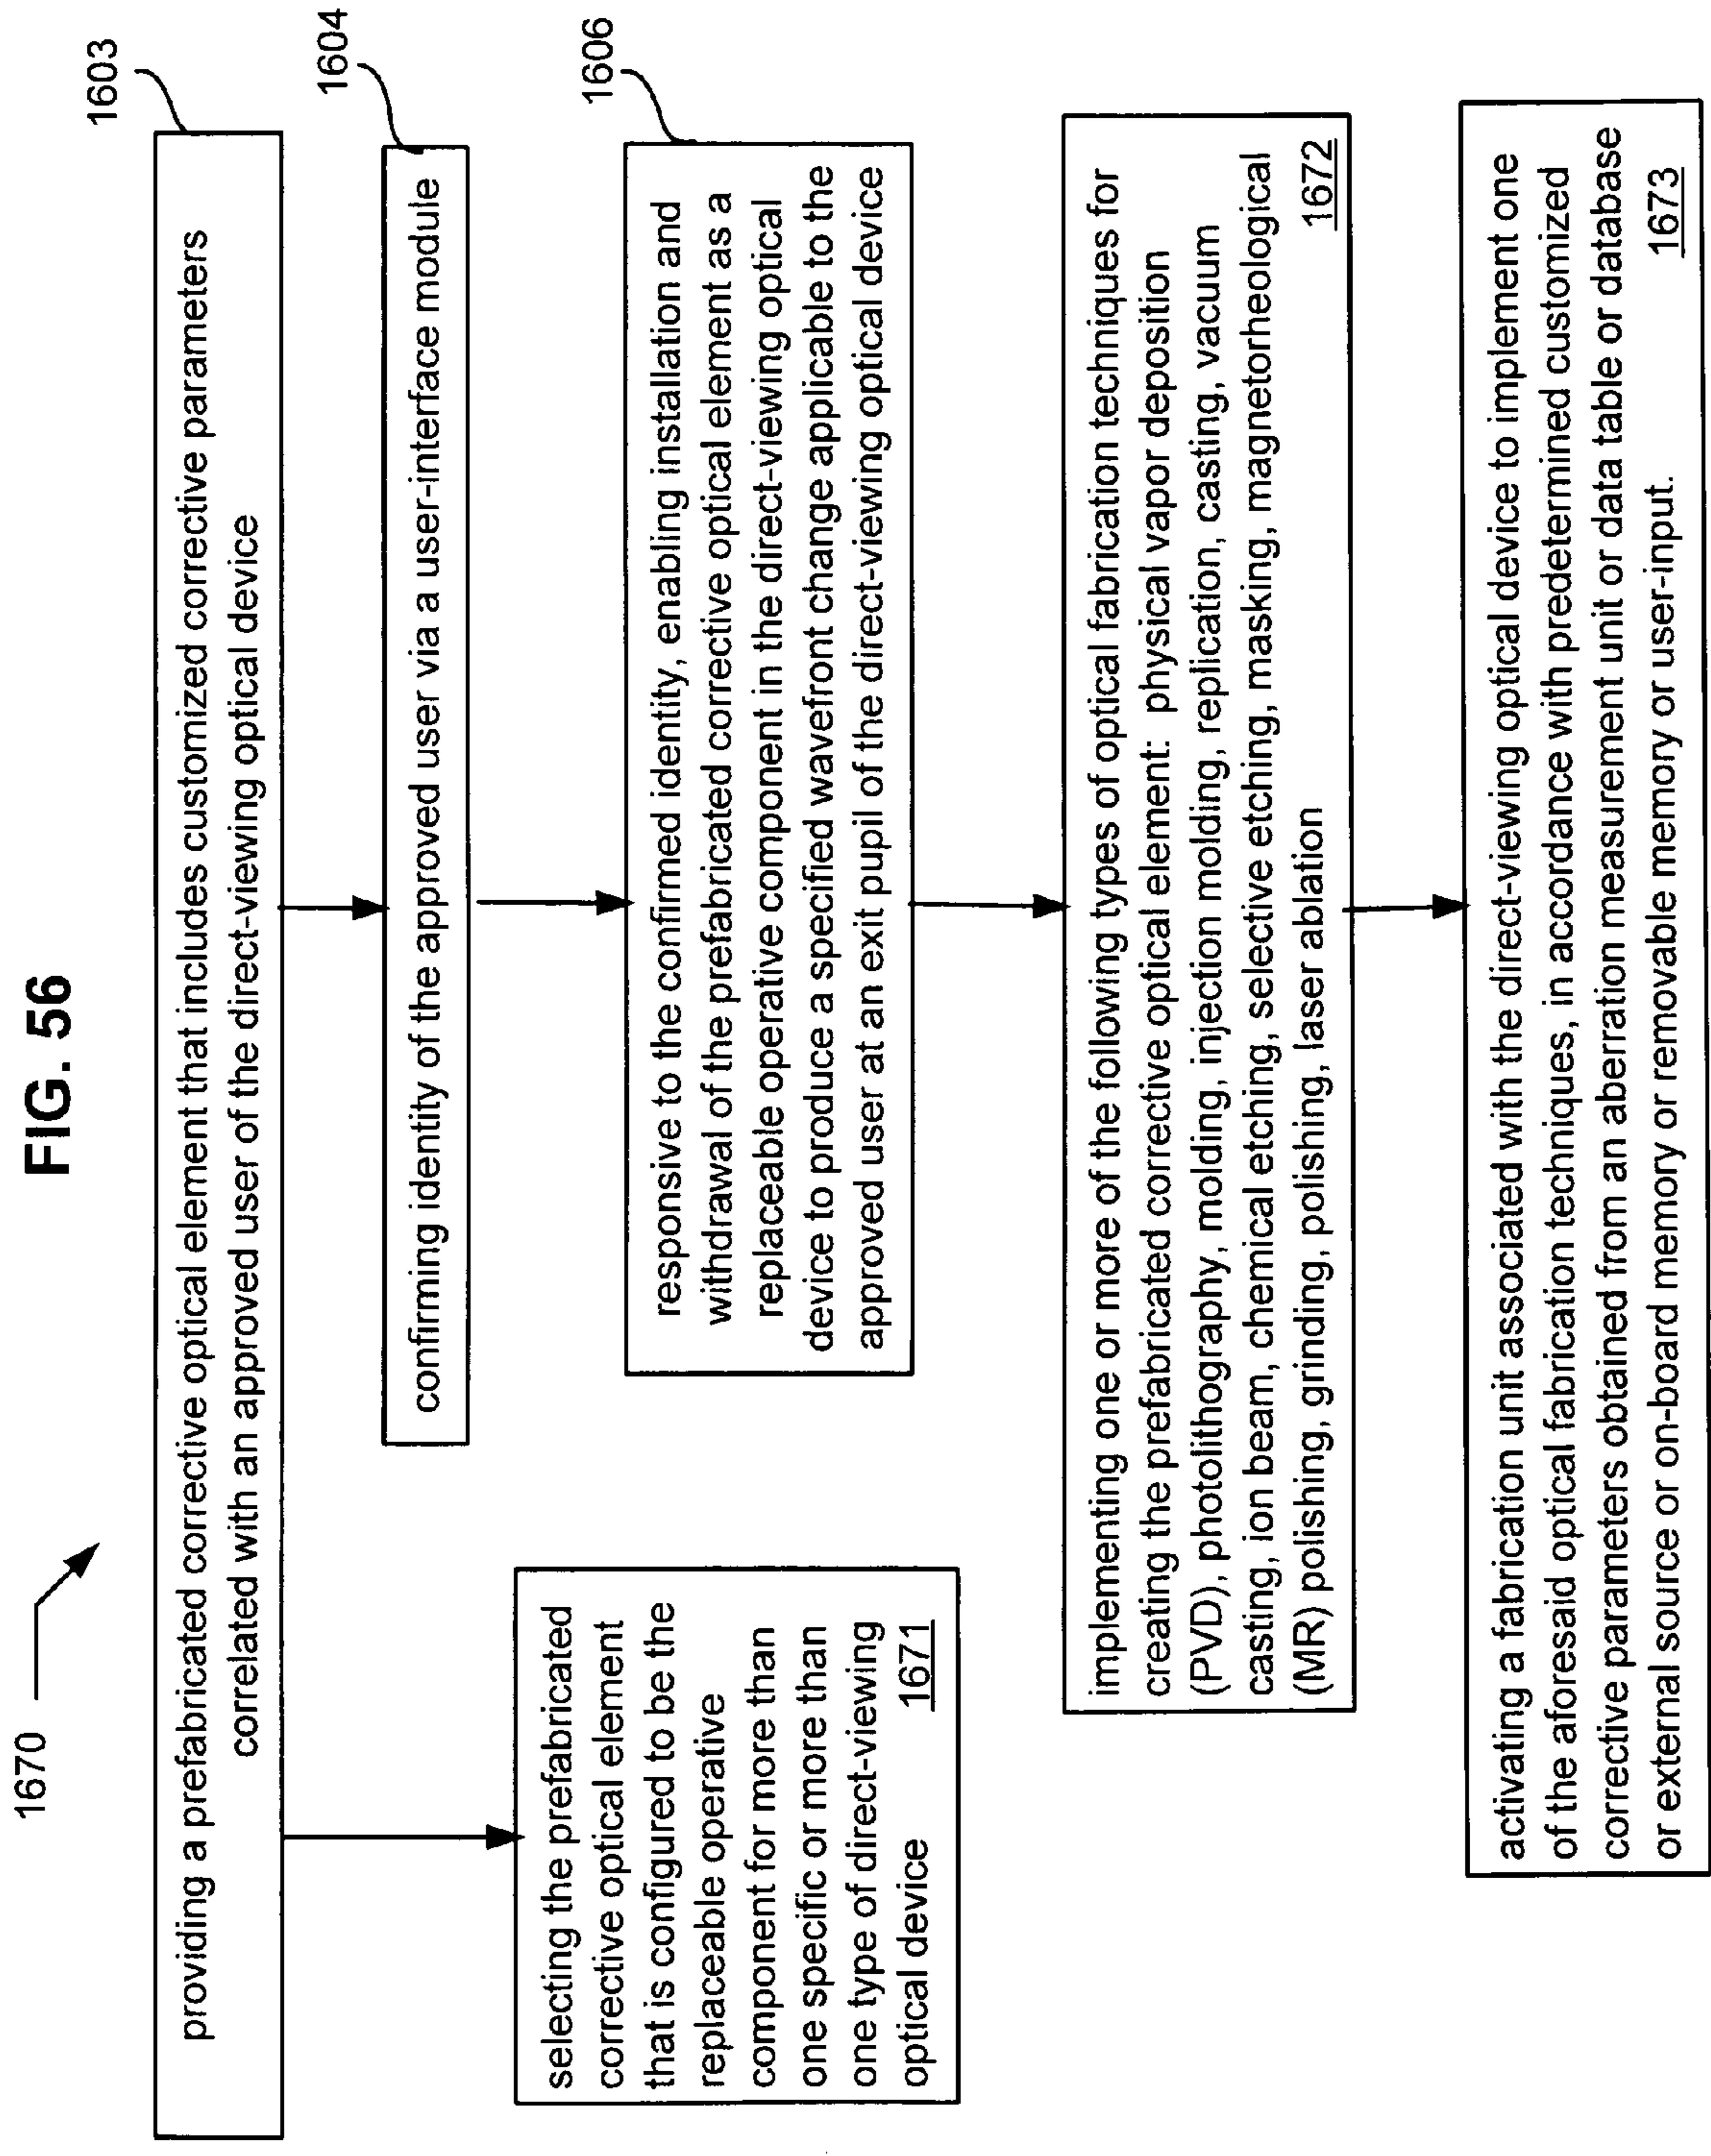 FIG. 56
1670
1603
providing a prefabricated corrective optical element that includes customized corrective parameters
correlated with an approved user of the direct-viewing optical device
1604
confirming identity of the approved user via a user-interface module
1606
responsive to the confirmed identity, enabling installation and
withdrawal of the prefabricated corrective optical element as a
replaceable operative component in the direct-viewing optical
device to produce a specified wavefront change applicable to the
approved user at an exit pupil of the direct-viewing optical device
selecting the prefabricated
corrective optical element
that is configured to be the
replaceable operative
component for more than
one specific or more than
one type of direct-viewing
optical device 1671
implementing one or more of the following types of optical fabrication techniques for
creating the prefabricated corrective optical element: physical vapor deposition
(PVD), photolithography, molding, injection molding, replication, casting, vacuum
casting, ion beam, chemical etching, selective etching, masking, magnetorheological
(MR) polishing, grinding, polishing, laser ablation 1672
activating a fabrication unit associated with the direct-viewing optical device to implement one
of the aforesaid optical fabrication techniques, in accordance with predetermined customized
corrective parameters obtained from an aberration measurement unit or data table or database
or external source or on-board memory or removable memory or user-input. 1673